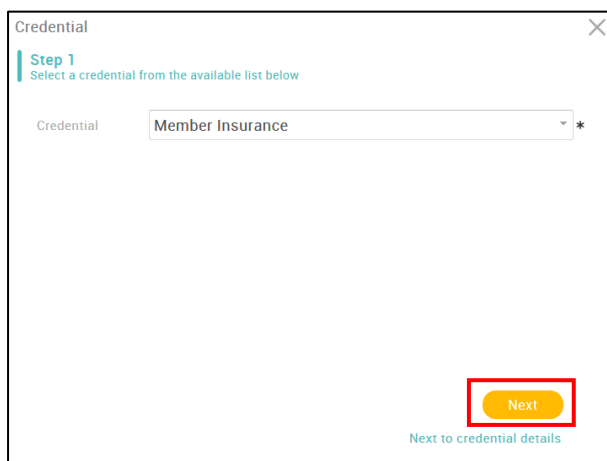 Credential
Step 1
Select a credential from the available list below
Credential Member Insurance *
Next
Next to credential details